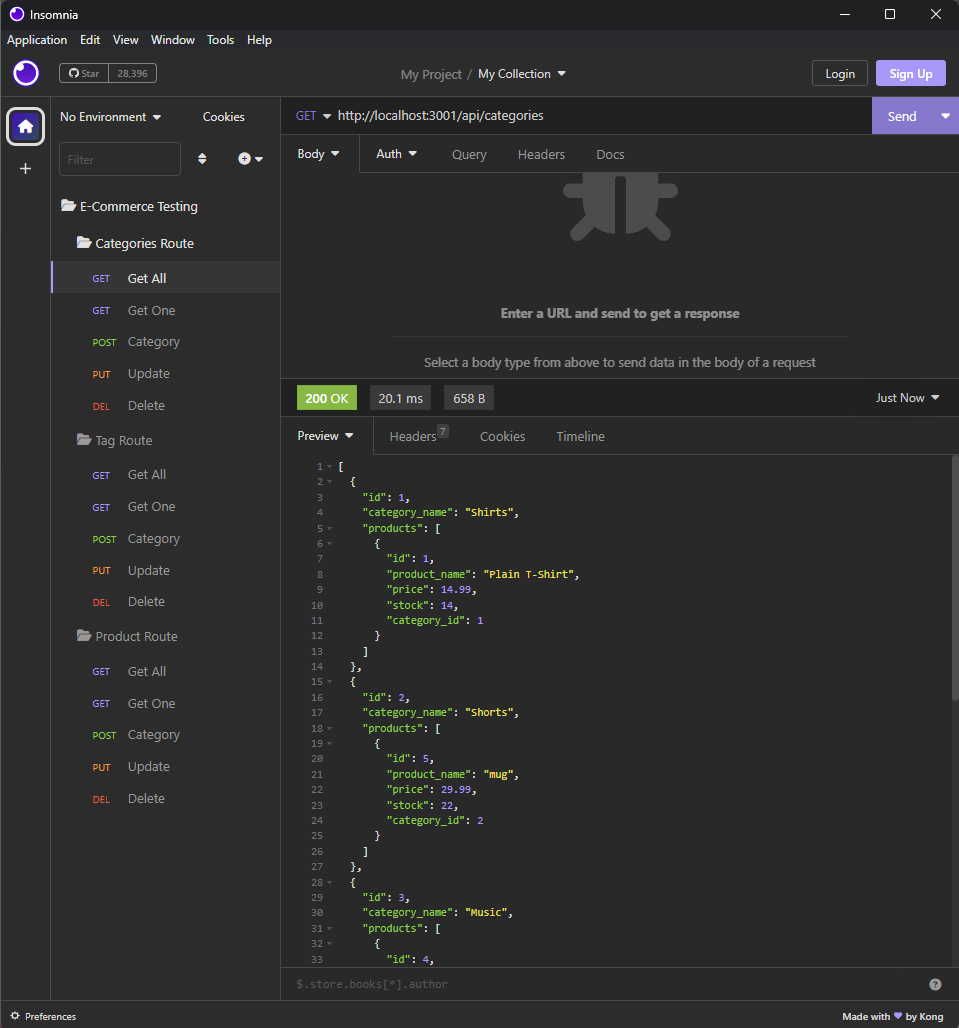 Insomnia
Application Edit View Window Tools Help
Star 28,396
My Project / My Collection
Login Sign Up
No Environment Cookies
Filter
E-Commerce Testing
Categories Route
GET Get All
GET Get One
POST Category
PUT Update
DEL Delete
Tag Route
GET Get All
GET Get One
POST Category
PUT Update
DEL Delete
Product Route
GET Get All
GET Get One
POST Category
PUT Update
DEL Delete
GET http://localhost:3001/api/categories Send
Body Auth Query Headers Docs
Enter a URL and send to get a response
Select a body type from above to send data in the body of a request
200 OK 20.1 ms 658 B Just Now
Preview Headers 7 Cookies Timeline
1 [
2 {
3 "id": 1,
4 "category_name": "Shirts",
5 "products": [
6 {
7 "id": 1,
8 "product_name": "Plain T-Shirt",
9 "price": 14.99,
10 "stock": 14,
11 "category_id": 1
12 }
13 ]
14 },
15 {
16 "id": 2,
17 "category_name": "Shorts",
18 "products": [
19 {
20 "id": 5,
21 "product_name": "mug",
22 "price": 29.99,
23 "stock": 22,
24 "category_id": 2
25 }
26 ]
27 },
28 {
29 "id": 3,
30 "category_name": "Music",
31 "products": [
32 {
33 "id": 4,
$.store.books[*].author ?
Preferences
Made with 💜 by Kong